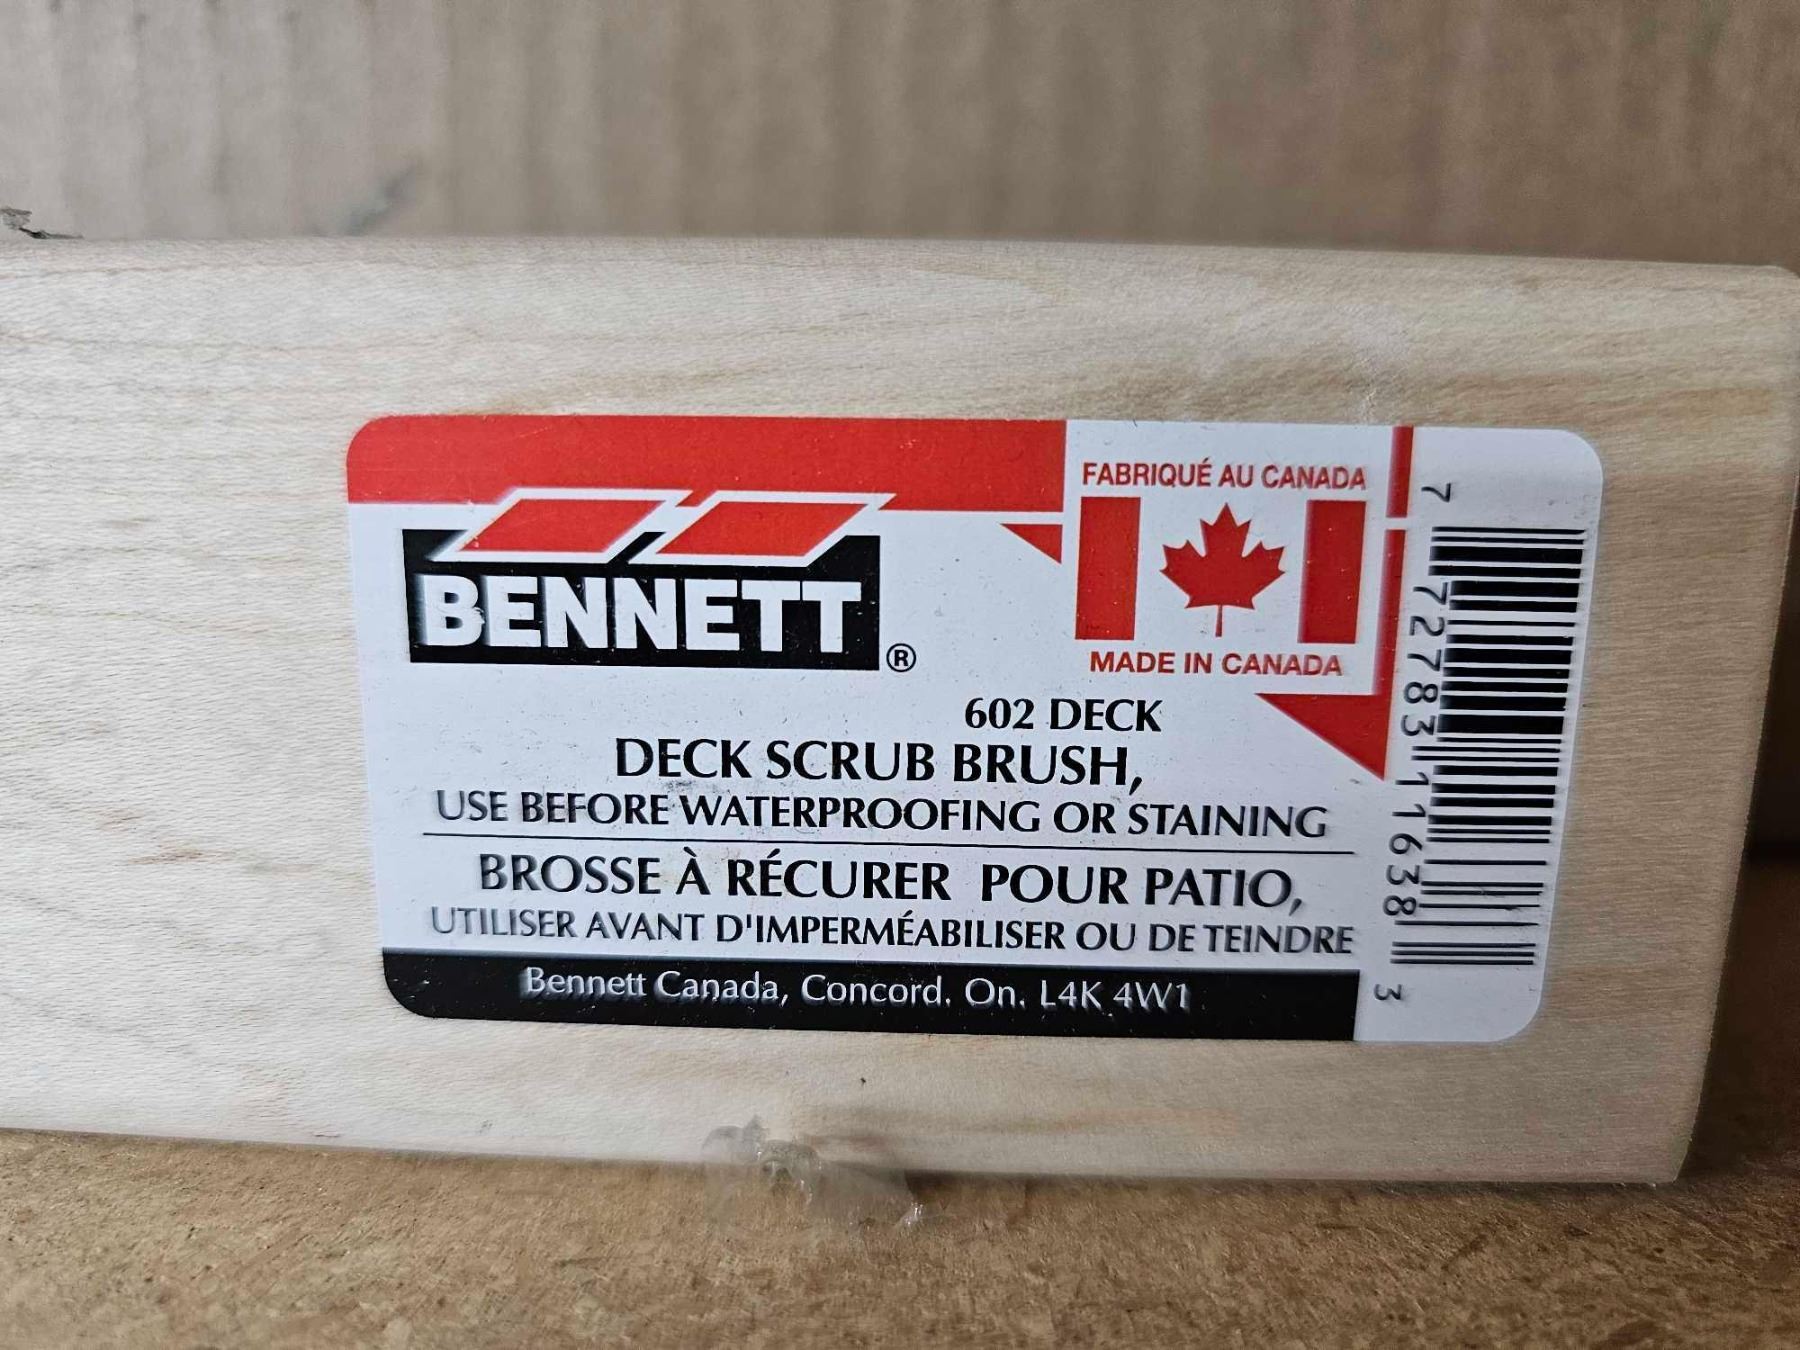 BENNETT®
FABRIQUÉ AU CANADA
MADE IN CANADA
602 DECK
DECK SCRUB BRUSH,
USE BEFORE WATERPROOFING OR STAINING
BROSSE À RÉCURER POUR PATIO,
UTILISER AVANT D'IMPERMÉABILISER OU DE TEINDRE
Bennett Canada, Concord. On. L4K 4W1
7 72783 11638 3